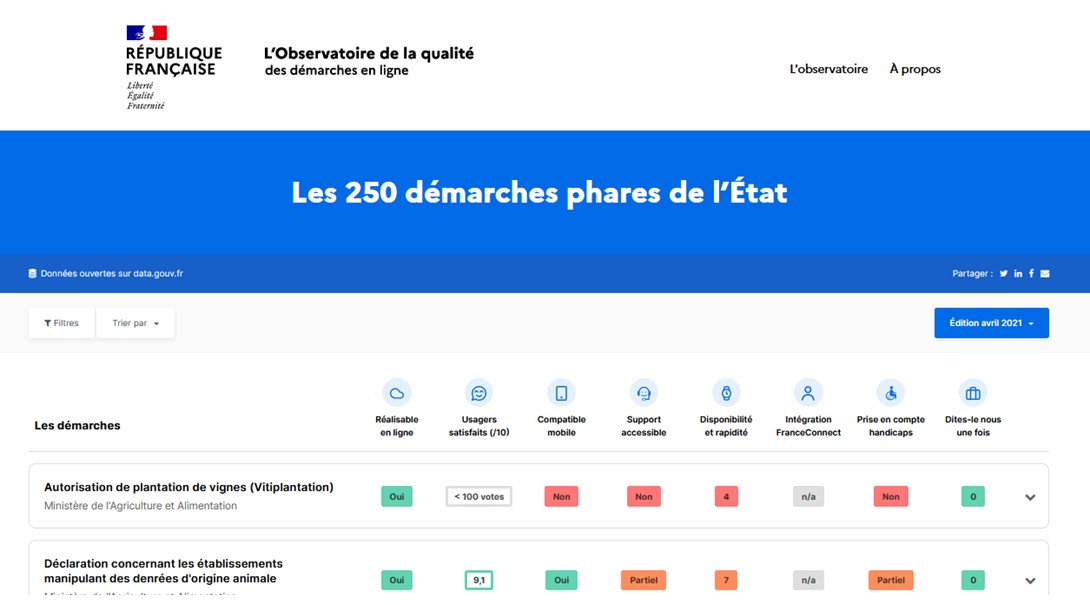 RÉPUBLIQUE
FRANÇAISE
Liberté
Égalité
Fraternité
L'Observatoire de la qualité
des démarches en ligne
L'observatoire À propos
Les 250 démarches phares de l'État
Données ouvertes sur data.gouv.fr
Partager :
Filtres Trier par
Édition avril 2021
Les démarches
Réalisable
en ligne
Usagers
satisfaits (/10)
Compatible
mobile
Support
accessible
Disponibilité
et rapidité
Intégration
FranceConnect
Prise en compte
handicaps
Dites-le nous
une fois
Autorisation de plantation de vignes (Vitiplantation)
Ministère de l'Agriculture et Alimentation
Oui < 100 votes Non Non 4 n/a Non 0
Déclaration concernant les établissements
manipulant des denrées d'origine animale
Ministère de l'Agriculture et Alimentation
Oui 9,1 Oui Partiel 7 n/a Partiel 0